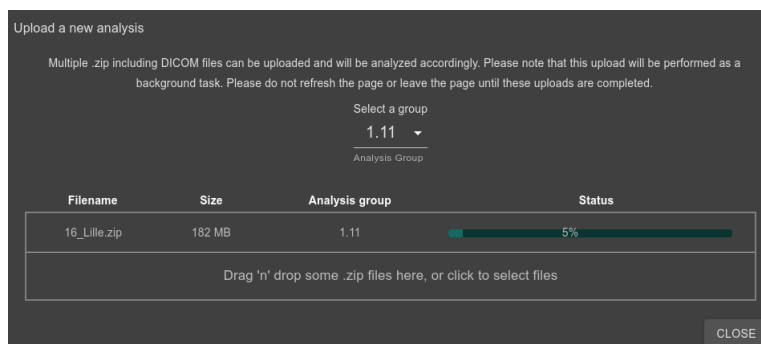 Upload a new analysis
Multiple .zip including DICOM files can be uploaded and will be analyzed accordingly. Please note that this upload will be performed as a
background task. Please do not refresh the page or leave the page until these uploads are completed.
Select a group
1.11
Analysis Group
Filename Size Analysis group Status
16_Lille.zip 182 MB 1.11 5%
Drag 'n' drop some .zip files here, or click to select files
CLOSE